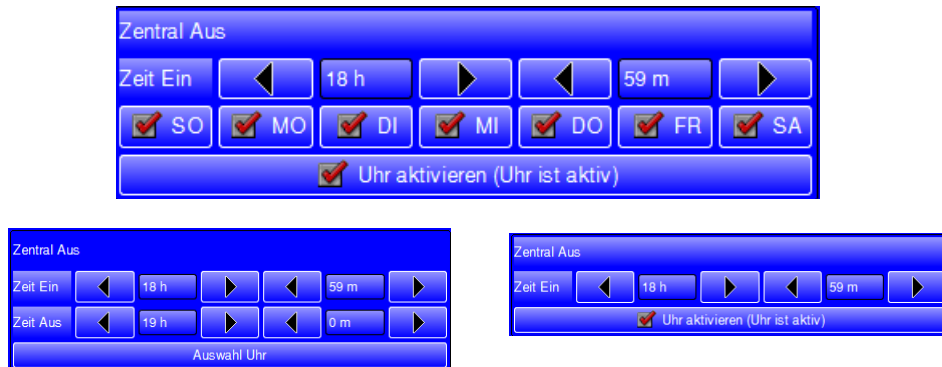 Zentral Aus
Zeit Ein 18 h 59 m
SO MO DI MI DO FR SA
Uhr aktivieren (Uhr ist aktiv)
Zentral Aus
Zeit Ein 18 h 59 m
Zeit Aus 19 h 0 m
Auswahl Uhr
Zentral Aus
Zeit Ein 18 h 59 m
Uhr aktivieren (Uhr ist aktiv)